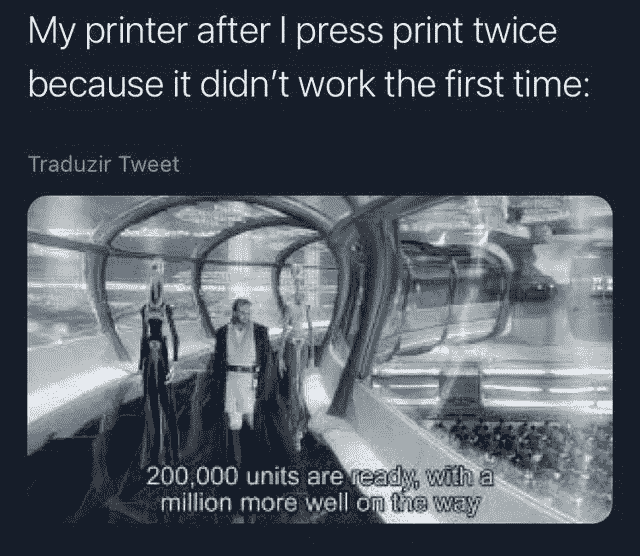 My printer after I press print twice
because it didn't work the first time:
Traduzir Tweet
200,000 units are ready, with a
million more well on the way